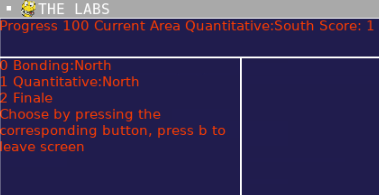 THE LABS
Progress 100 Current Area Quantitative:South Score: 1
0 Bonding:North
1 Quantitative:North
2 Finale
Choose by pressing the
corresponding button, press b to
leave screen